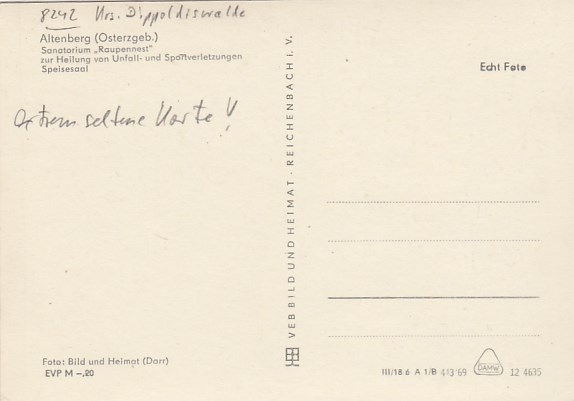 8242 Krs. Dippoldiswalde
Altenberg (Osterzgeb.)
Sanatorium „Raupennest"
zur Heilung von Unfall- und Sportverletzungen
Speisesaal
Echt Foto
extrem seltene Karte!
VEB BILD UND HEIMAT · REICHENBACH I. V.
Foto: Bild und Heimat (Darr)
EVP M –,20
III/18 6 A 1/B 413/69 DAMW 12 4635